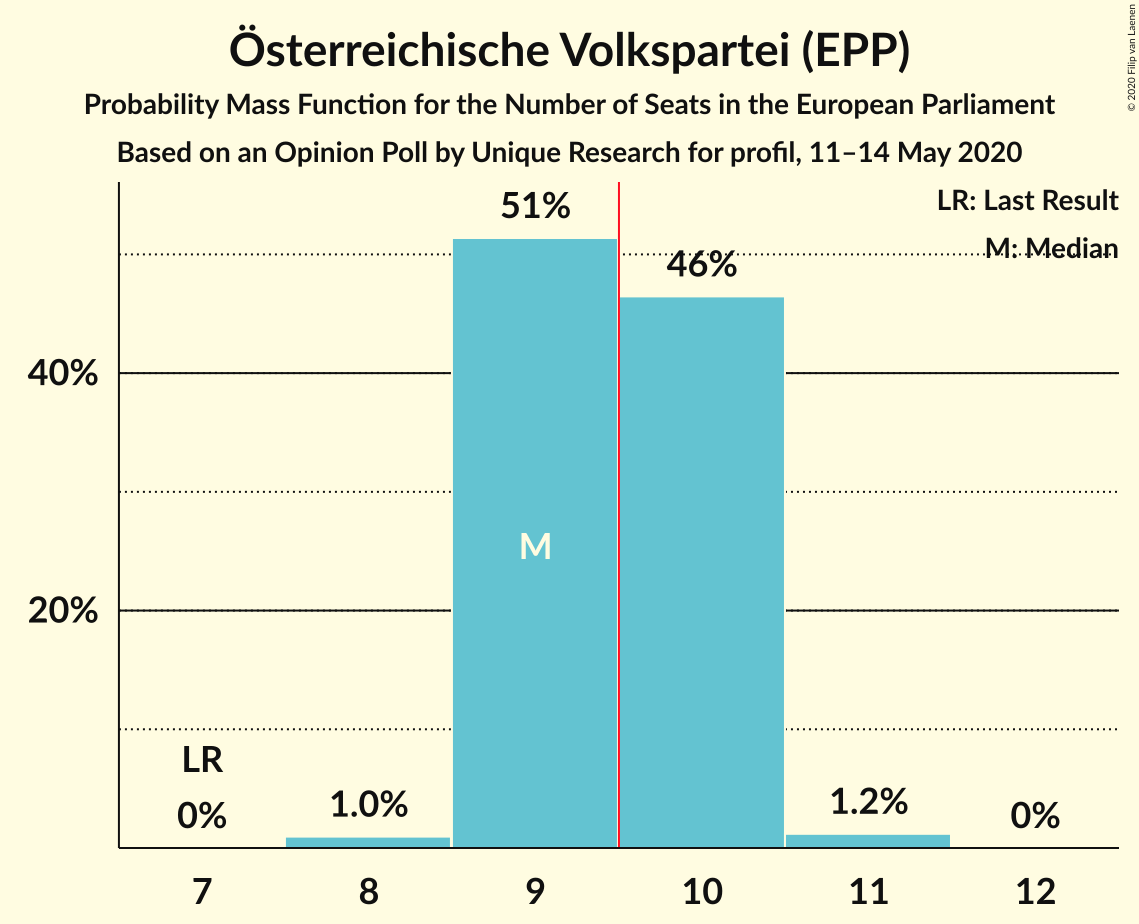 Österreichische Volkspartei (EPP)
Probability Mass Function for the Number of Seats in the European Parliament
Based on an Opinion Poll by Unique Research for profil, 11–14 May 2020
© 2020 Filip van Laenen
LR: Last Result
M: Median
51%
46%
40%
M
20%
LR
0%
1.0%
1.2%
0%
7 8 9 10 11 12